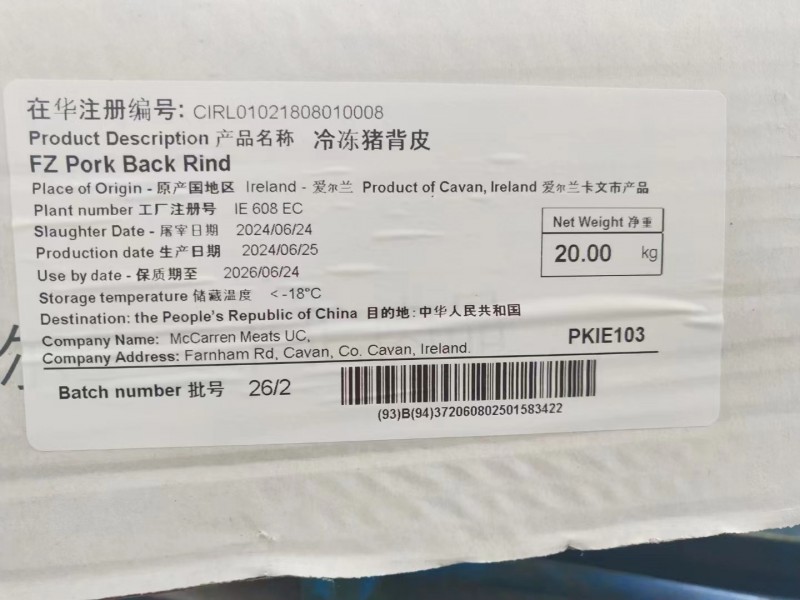 在华注册编号: CIRL01021808010008
Product Description 产品名称 冷冻猪背皮
FZ Pork Back Rind
Place of Origin - 原产国地区 Ireland - 爱尔兰 Product of Cavan, Ireland 爱尔兰卡文市产品
Plant number 工厂注册号 IE 608 EC
Slaughter Date - 屠宰日期 2024/06/24
Production date 生产日期 2024/06/25
Use by date - 保质期至 2026/06/24
Net Weight 净重
20.00 kg
Storage temperature 储藏温度 <-18°C
Destination: the People's Republic of China 目的地:中华人民共和国
Company Name: McCarren Meats UC,
Company Address: Farnham Rd, Cavan, Co. Cavan, Ireland.
PKIE103
Batch number 批号 26/2
(93)B(94)372060802501583422